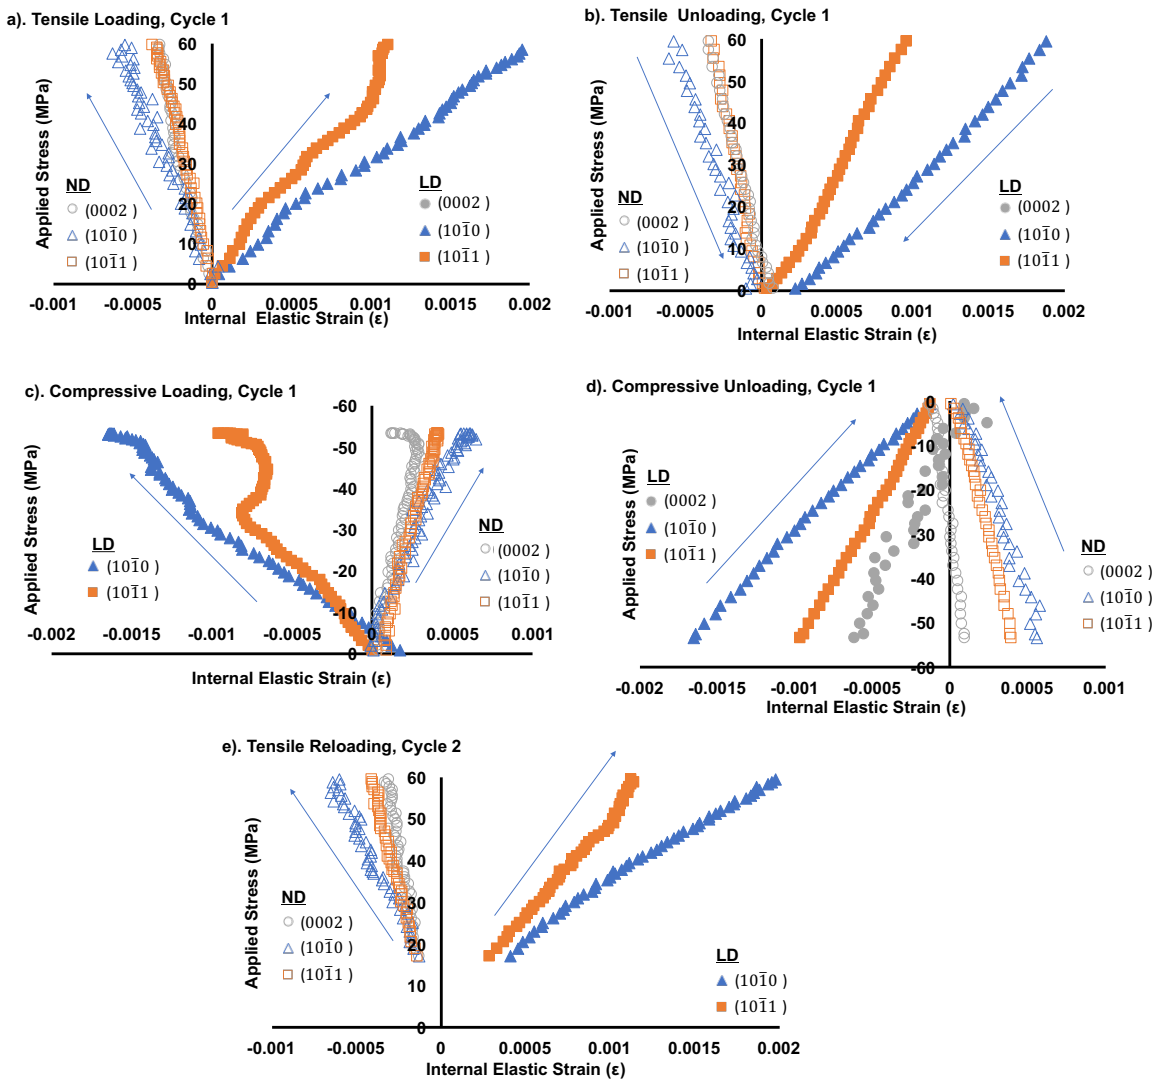 a). Tensile Loading, Cycle 1
60
50
40
30
20
10
0
Applied Stress (MPa)
ND
(0002 )
(101̄0 )
(101̄1 )
LD
(0002 )
(101̄0 )
(101̄1 )
-0.001 -0.0005 0 0.0005 0.001 0.0015 0.002
Internal Elastic Strain (ε)
b). Tensile Unloading, Cycle 1
60
50
40
30
20
10
0
Applied Stress (MPa)
ND
(0002 )
(101̄0 )
(101̄1 )
LD
(0002 )
(101̄0 )
(101̄1 )
-0.001 -0.0005 0 0.0005 0.001 0.0015 0.002
Internal Elastic Strain (ε)
c). Compressive Loading, Cycle 1
-60
-50
-40
-30
-20
-10
0
Applied Stress (MPa)
LD
(101̄0 )
(101̄1 )
ND
(0002 )
(101̄0 )
(101̄1 )
-0.002 -0.0015 -0.001 -0.0005 0 0.0005 0.001
Internal Elastic Strain (ε)
d). Compressive Unloading, Cycle 1
0
-10
-20
-30
-40
-50
-60
Applied Stress (MPa)
LD
(0002 )
(101̄0 )
(101̄1 )
ND
(0002 )
(101̄0 )
(101̄1 )
-0.002 -0.0015 -0.001 -0.0005 0 0.0005 0.001
Internal Elastic Strain (ε)
e). Tensile Reloading, Cycle 2
60
50
40
30
20
10
0
Applied Stress (MPa)
ND
(0002 )
(101̄0 )
(101̄1 )
LD
(101̄0 )
(101̄1 )
-0.001 -0.0005 0 0.0005 0.001 0.0015 0.002
Internal Elastic Strain (ε)